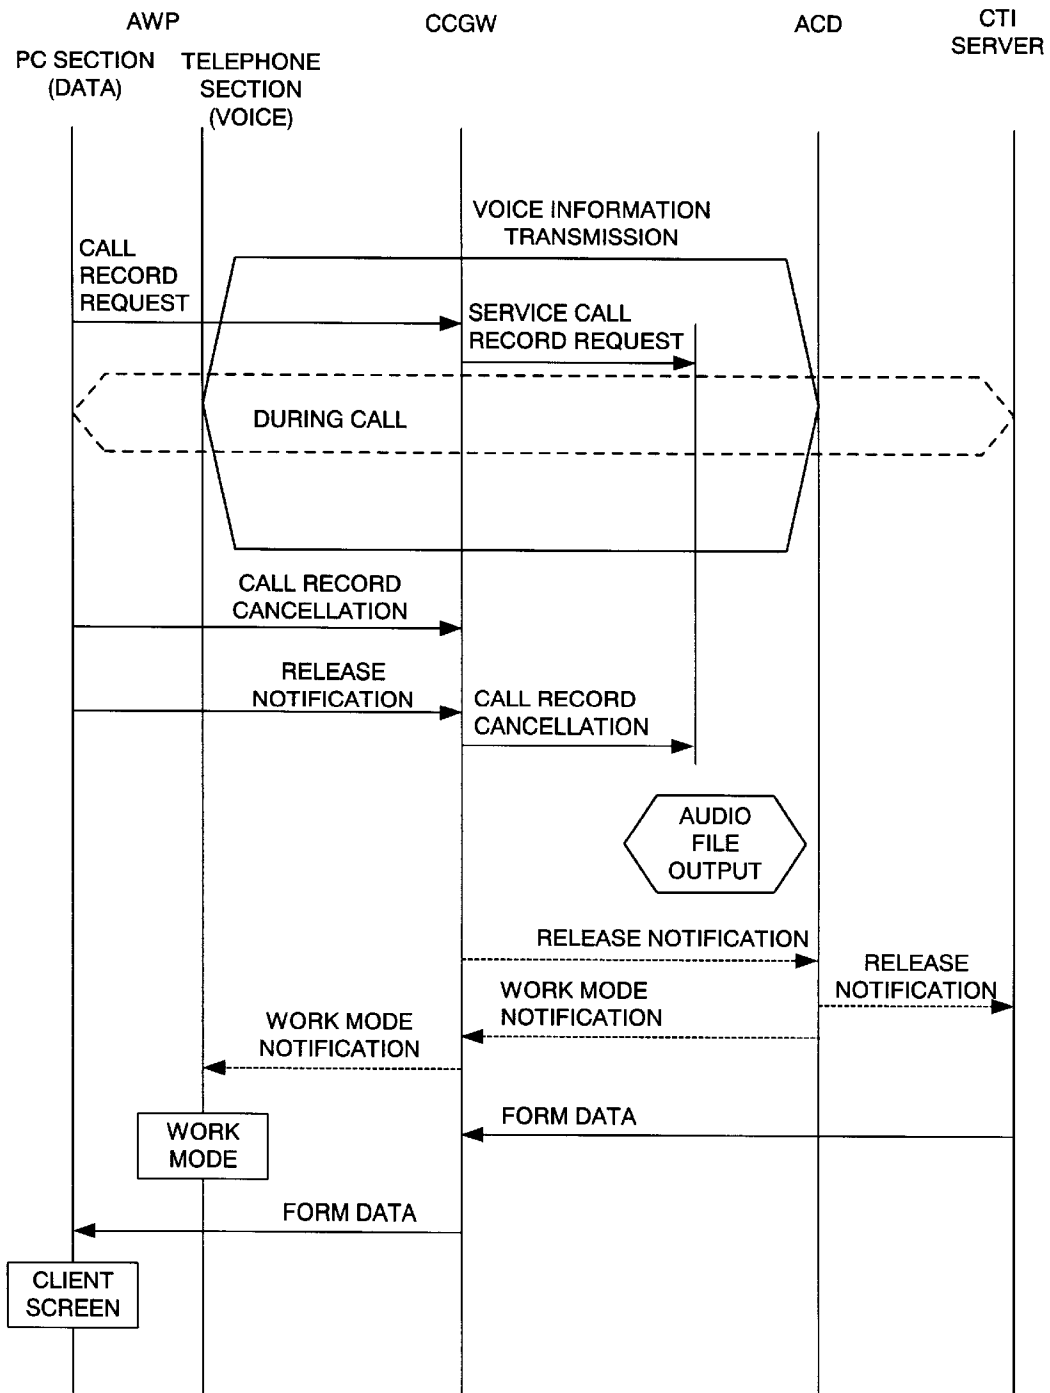 AWP
CCGW
ACD
CTI
SERVER
PC SECTION
(DATA)
TELEPHONE
SECTION
(VOICE)
VOICE INFORMATION
TRANSMISSION
CALL
RECORD
REQUEST
SERVICE CALL
RECORD REQUEST
DURING CALL
CALL RECORD
CANCELLATION
RELEASE
NOTIFICATION
CALL RECORD
CANCELLATION
AUDIO
FILE
OUTPUT
RELEASE NOTIFICATION
RELEASE
NOTIFICATION
WORK MODE
NOTIFICATION
WORK MODE
NOTIFICATION
FORM DATA
WORK
MODE
FORM DATA
CLIENT
SCREEN